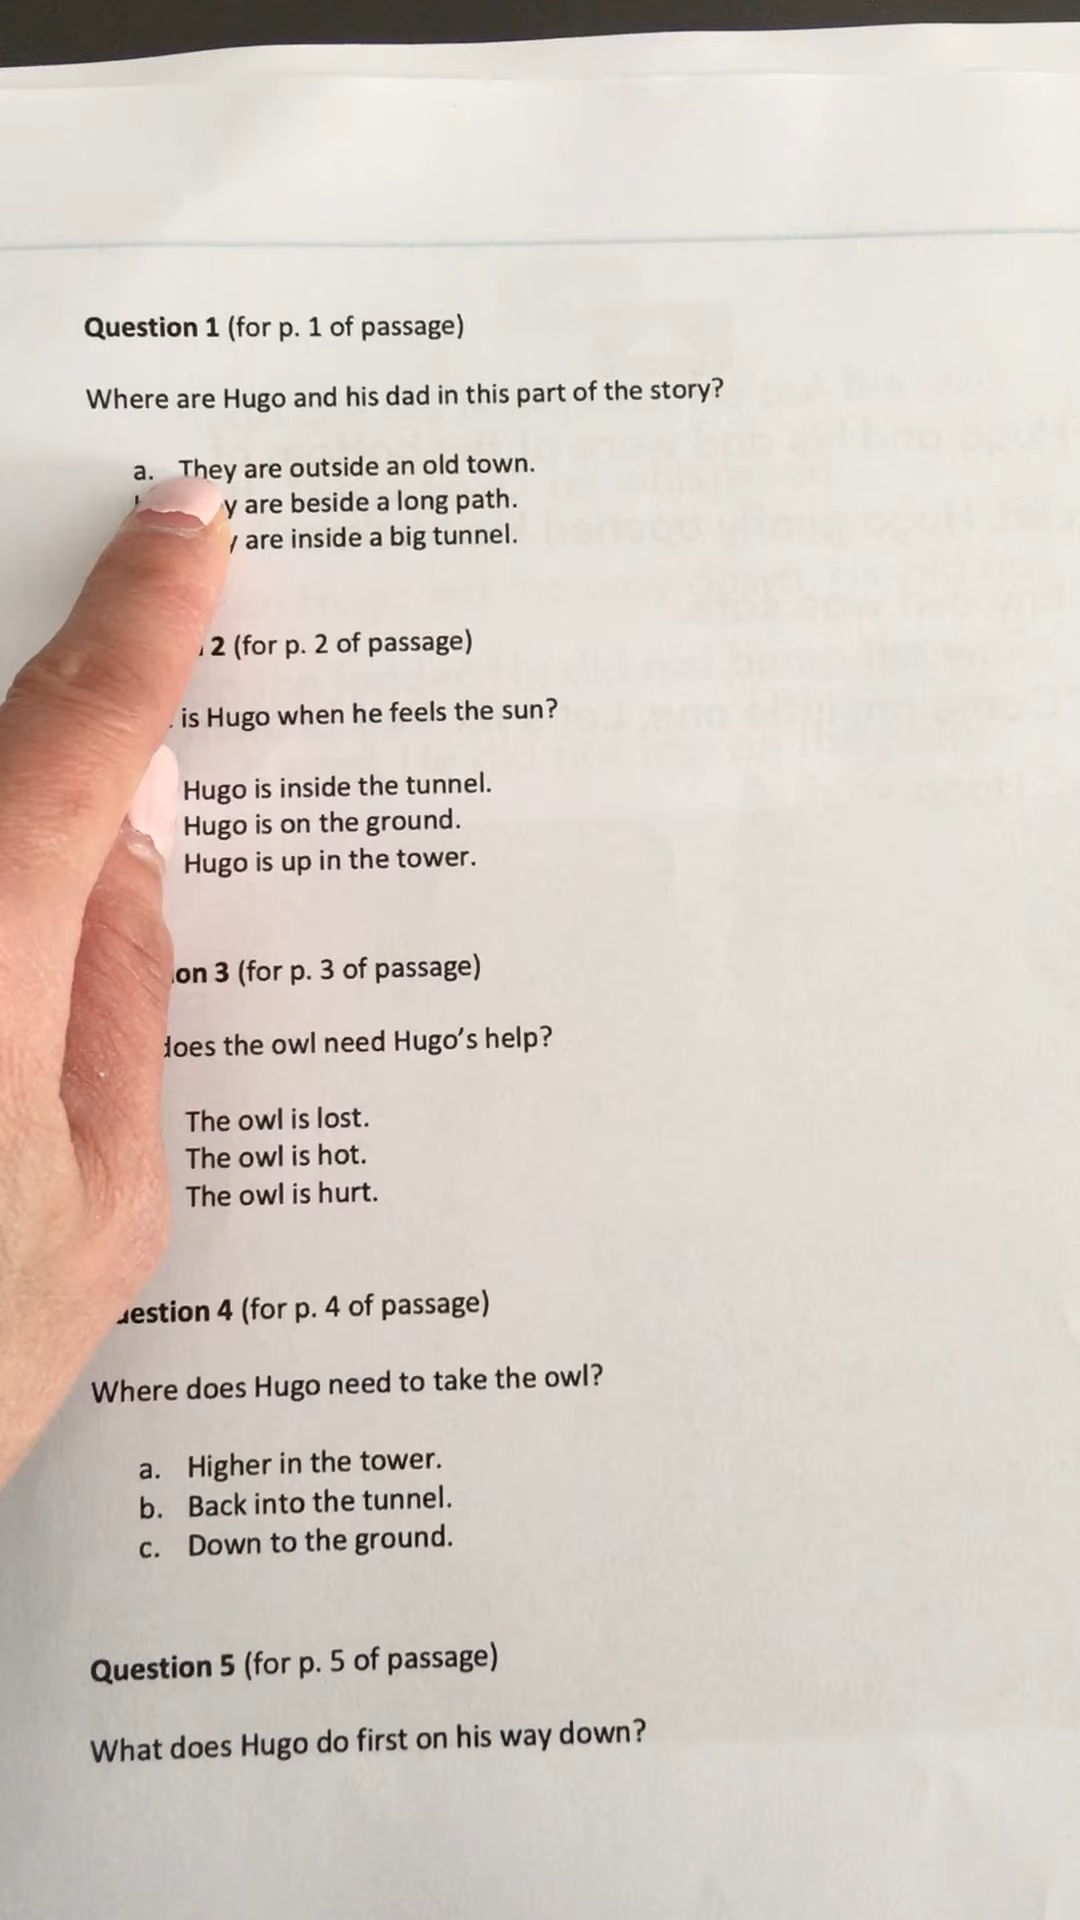 Question 1 (for p. 1 of passage)
Where are Hugo and his dad in this part of the story?
a. They are outside an old town.
are beside a long path.
are inside a big tunnel.
2 (for p. 2 of passage)
is Hugo when he feels the sun?
Hugo is inside the tunnel.
Hugo is on the ground.
Hugo is up in the tower.
3 (for p. 3 of passage)
does the owl need Hugo's help?
The owl is lost.
The owl is hot.
The owl is hurt.
Question 4 (for p. 4 of passage)
Where does Hugo need to take the owl?
a. Higher in the tower.
b. Back into the tunnel.
c. Down to the ground.
Question 5 (for p. 5 of passage)
What does Hugo do first on his way down?